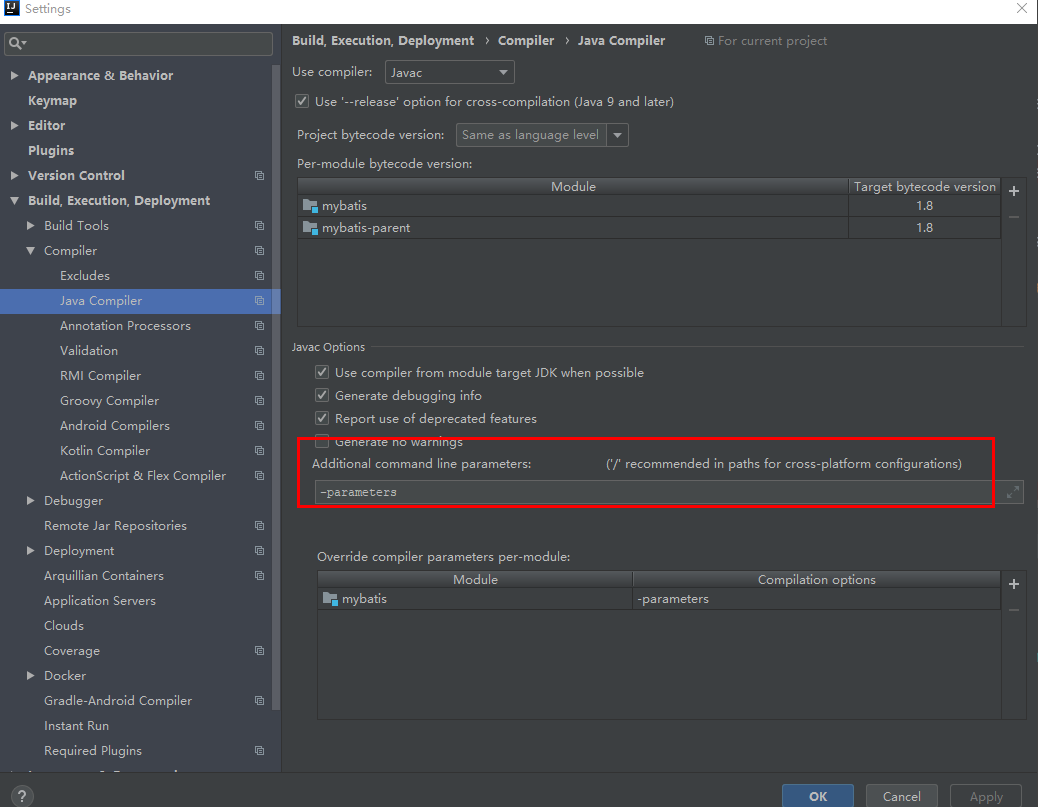 IJ
Settings
Appearance & Behavior
Keymap
Editor
Plugins
Version Control
Build, Execution, Deployment
Build Tools
Compiler
Excludes
Java Compiler
Annotation Processors
Validation
RMI Compiler
Groovy Compiler
Android Compilers
Kotlin Compiler
ActionScript & Flex Compiler
Debugger
Remote Jar Repositories
Deployment
Arquillian Containers
Application Servers
Clouds
Coverage
Docker
Gradle-Android Compiler
Instant Run
Required Plugins
Build, Execution, Deployment › Compiler › Java Compiler For current project
Use compiler: Javac
Use '--release' option for cross-compilation (Java 9 and later)
Project bytecode version: Same as language level
Per-module bytecode version:
Module Target bytecode version
mybatis 1.8
mybatis-parent 1.8
Javac Options
Use compiler from module target JDK when possible
Generate debugging info
Report use of deprecated features
Generate no warnings
Additional command line parameters: ('/' recommended in paths for cross-platform configurations)
-parameters
Override compiler parameters per-module:
Module Compilation options
mybatis -parameters
?
OK Cancel Apply